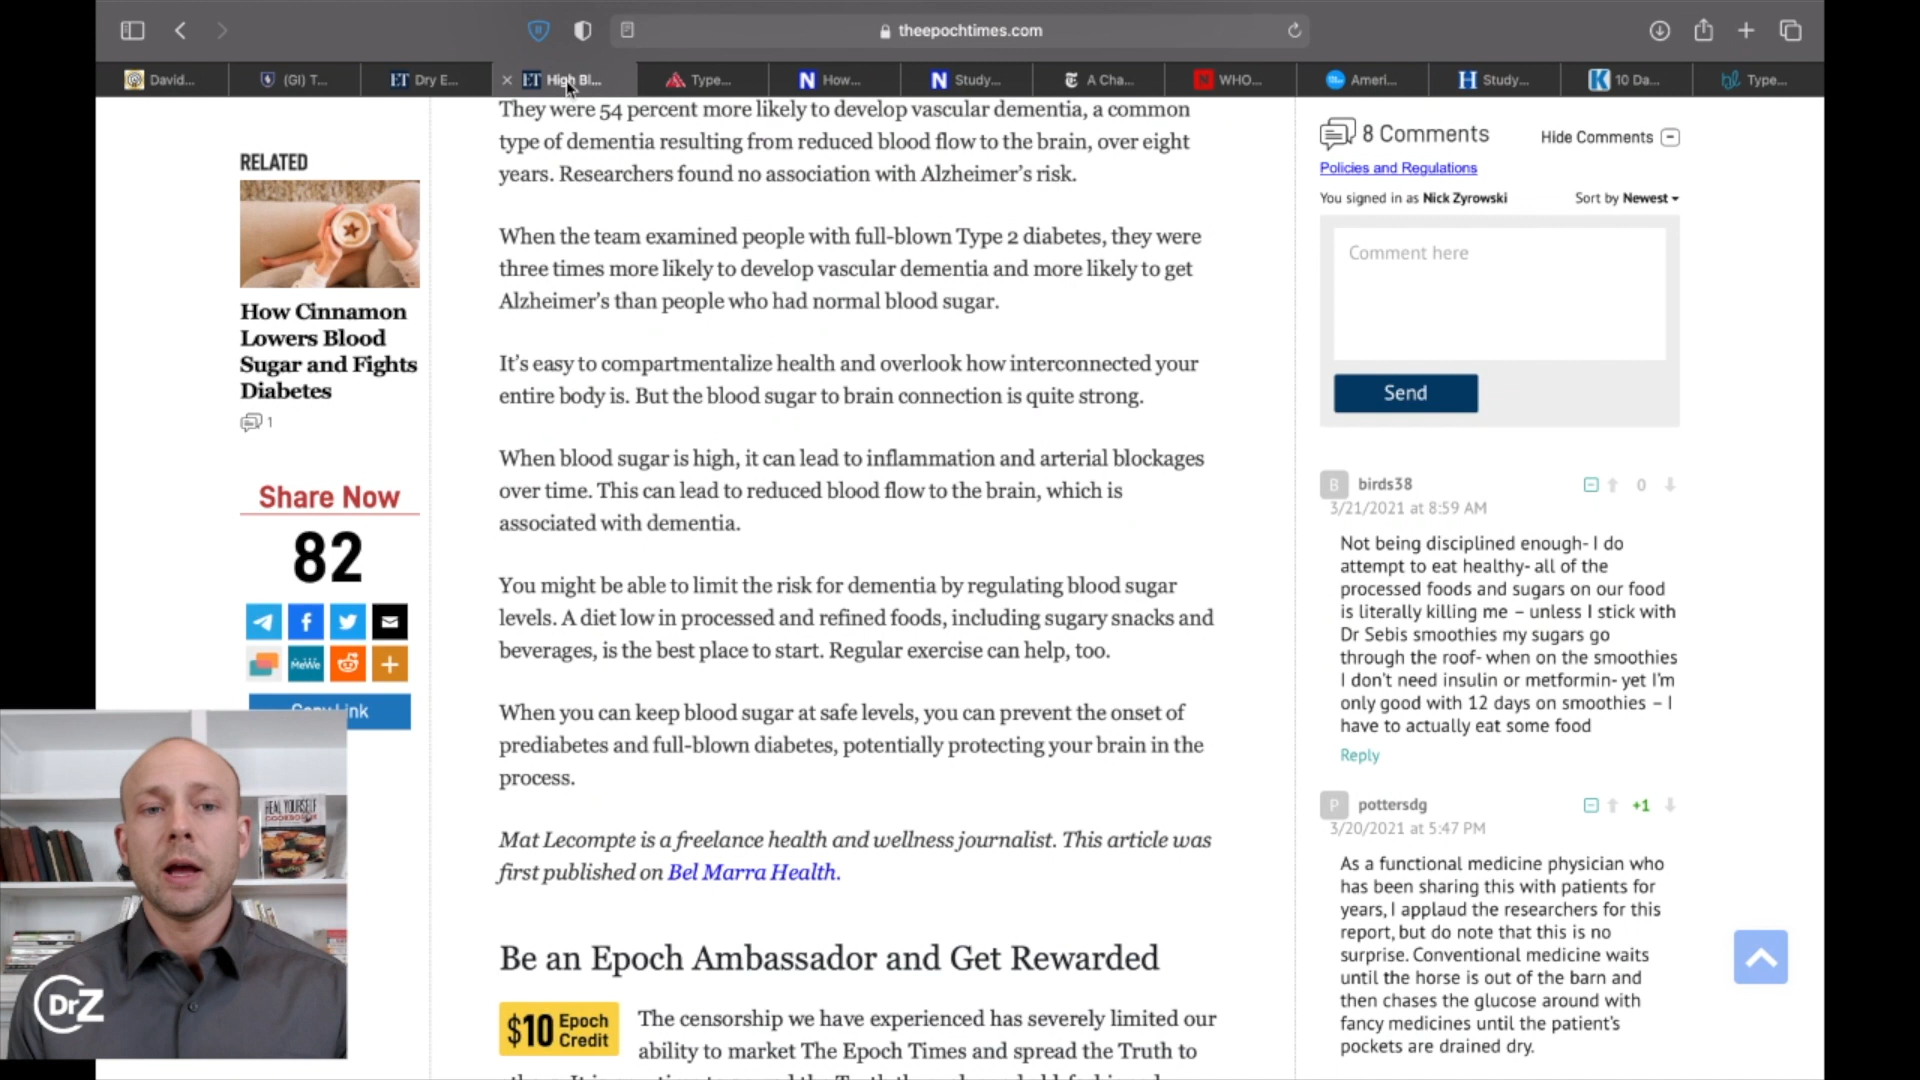 theepochtimes.com
David...
(GI) T...
ET Dry E...
ET High Bl...
Type...
N How...
N Study...
A Cha...
N WHO...
Ameri...
H Study...
K 10 Da...
hl Type...
RELATED
How Cinnamon
Lowers Blood
Sugar and Fights
Diabetes
1
Share Now
82
MeWe
They were 54 percent more likely to develop vascular dementia, a common
type of dementia resulting from reduced blood flow to the brain, over eight
years. Researchers found no association with Alzheimer's risk.
When the team examined people with full-blown Type 2 diabetes, they were
three times more likely to develop vascular dementia and more likely to get
Alzheimer's than people who had normal blood sugar.
It's easy to compartmentalize health and overlook how interconnected your
entire body is. But the blood sugar to brain connection is quite strong.
When blood sugar is high, it can lead to inflammation and arterial blockages
over time. This can lead to reduced blood flow to the brain, which is
associated with dementia.
You might be able to limit the risk for dementia by regulating blood sugar
levels. A diet low in processed and refined foods, including sugary snacks and
beverages, is the best place to start. Regular exercise can help, too.
When you can keep blood sugar at safe levels, you can prevent the onset of
prediabetes and full-blown diabetes, potentially protecting your brain in the
process.
Mat Lecompte is a freelance health and wellness journalist. This article was
first published on Bel Marra Health.
Be an Epoch Ambassador and Get Rewarded
$10 Epoch
Credit
The censorship we have experienced has severely limited our
ability to market The Epoch Times and spread the Truth to
8 Comments
Hide Comments
Policies and Regulations
You signed in as Nick Zyrowski
Sort by Newest
Comment here
Send
B birds38
0
3/21/2021 at 8:59 AM
Not being disciplined enough- I do
attempt to eat healthy- all of the
processed foods and sugars on our food
is literally killing me – unless I stick with
Dr Sebis smoothies my sugars go
through the roof- when on the smoothies
I don't need insulin or metformin- yet I'm
only good with 12 days on smoothies – I
have to actually eat some food
Reply
P pottersdg
+1
3/20/2021 at 5:47 PM
As a functional medicine physician who
has been sharing this with patients for
years, I applaud the researchers for this
report, but do note that this is no
surprise. Conventional medicine waits
until the horse is out of the barn and
then chases the glucose around with
fancy medicines until the patient's
pockets are drained dry.
HEAL YOURSELF
COOKBOOK
DrZ